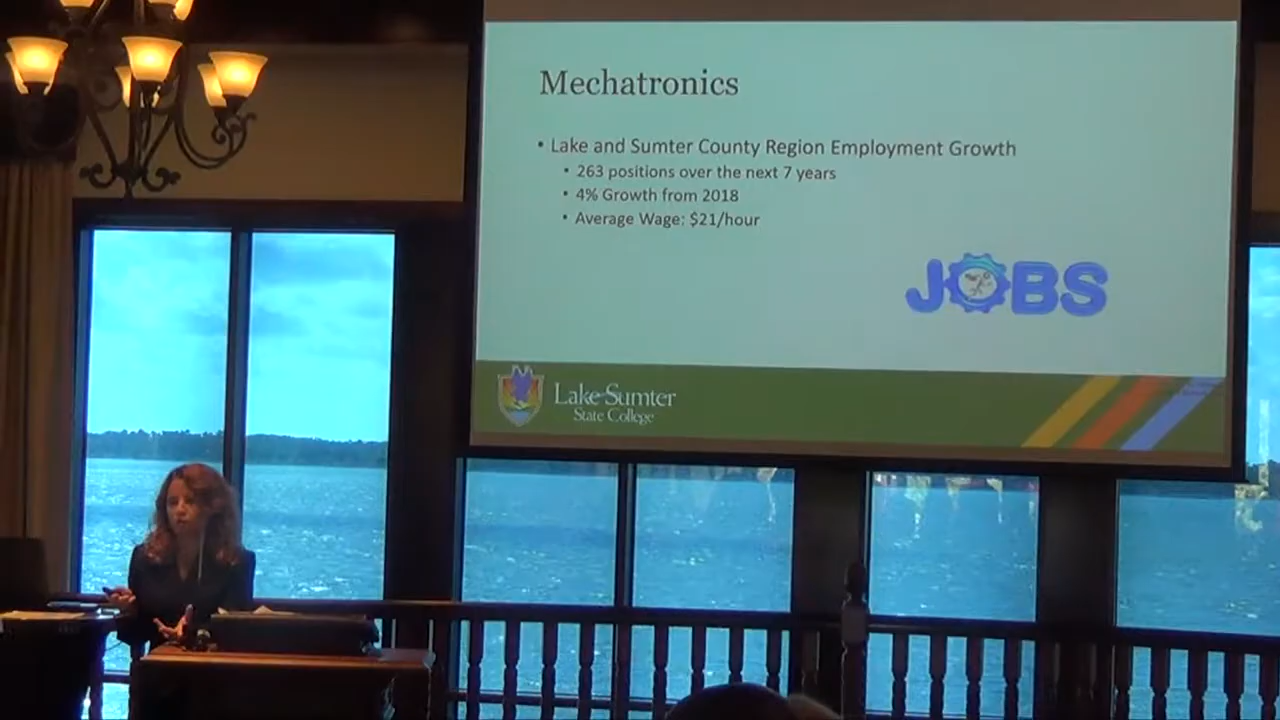 Mechatronics
• Lake and Sumter County Region Employment Growth
• 263 positions over the next 7 years
• 4% Growth from 2018
• Average Wage: $21/hour
JOBS
Lake-Sumter
State College